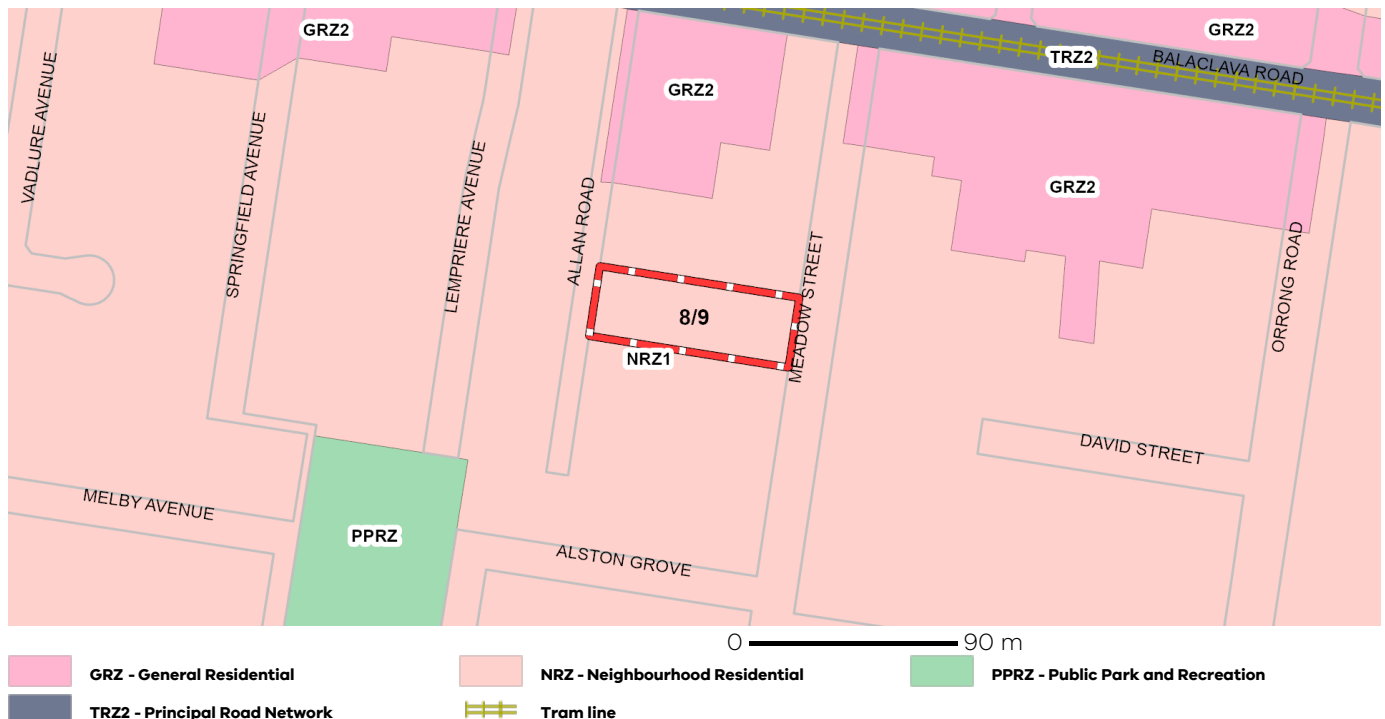 GRZ2
GRZ2
TRZ2
BALACLAVA ROAD
GRZ2
VADLURE AVENUE
SPRINGFIELD AVENUE
LEMPRIERE AVENUE
ALLAN ROAD
GRZ2
MEADOW STREET
ORRONG ROAD
8/9
NRZ1
DAVID STREET
MELBY AVENUE
PPRZ
ALSTON GROVE
0 90 m
GRZ - General Residential
NRZ - Neighbourhood Residential
PPRZ - Public Park and Recreation
TRZ2 - Principal Road Network
Tram line